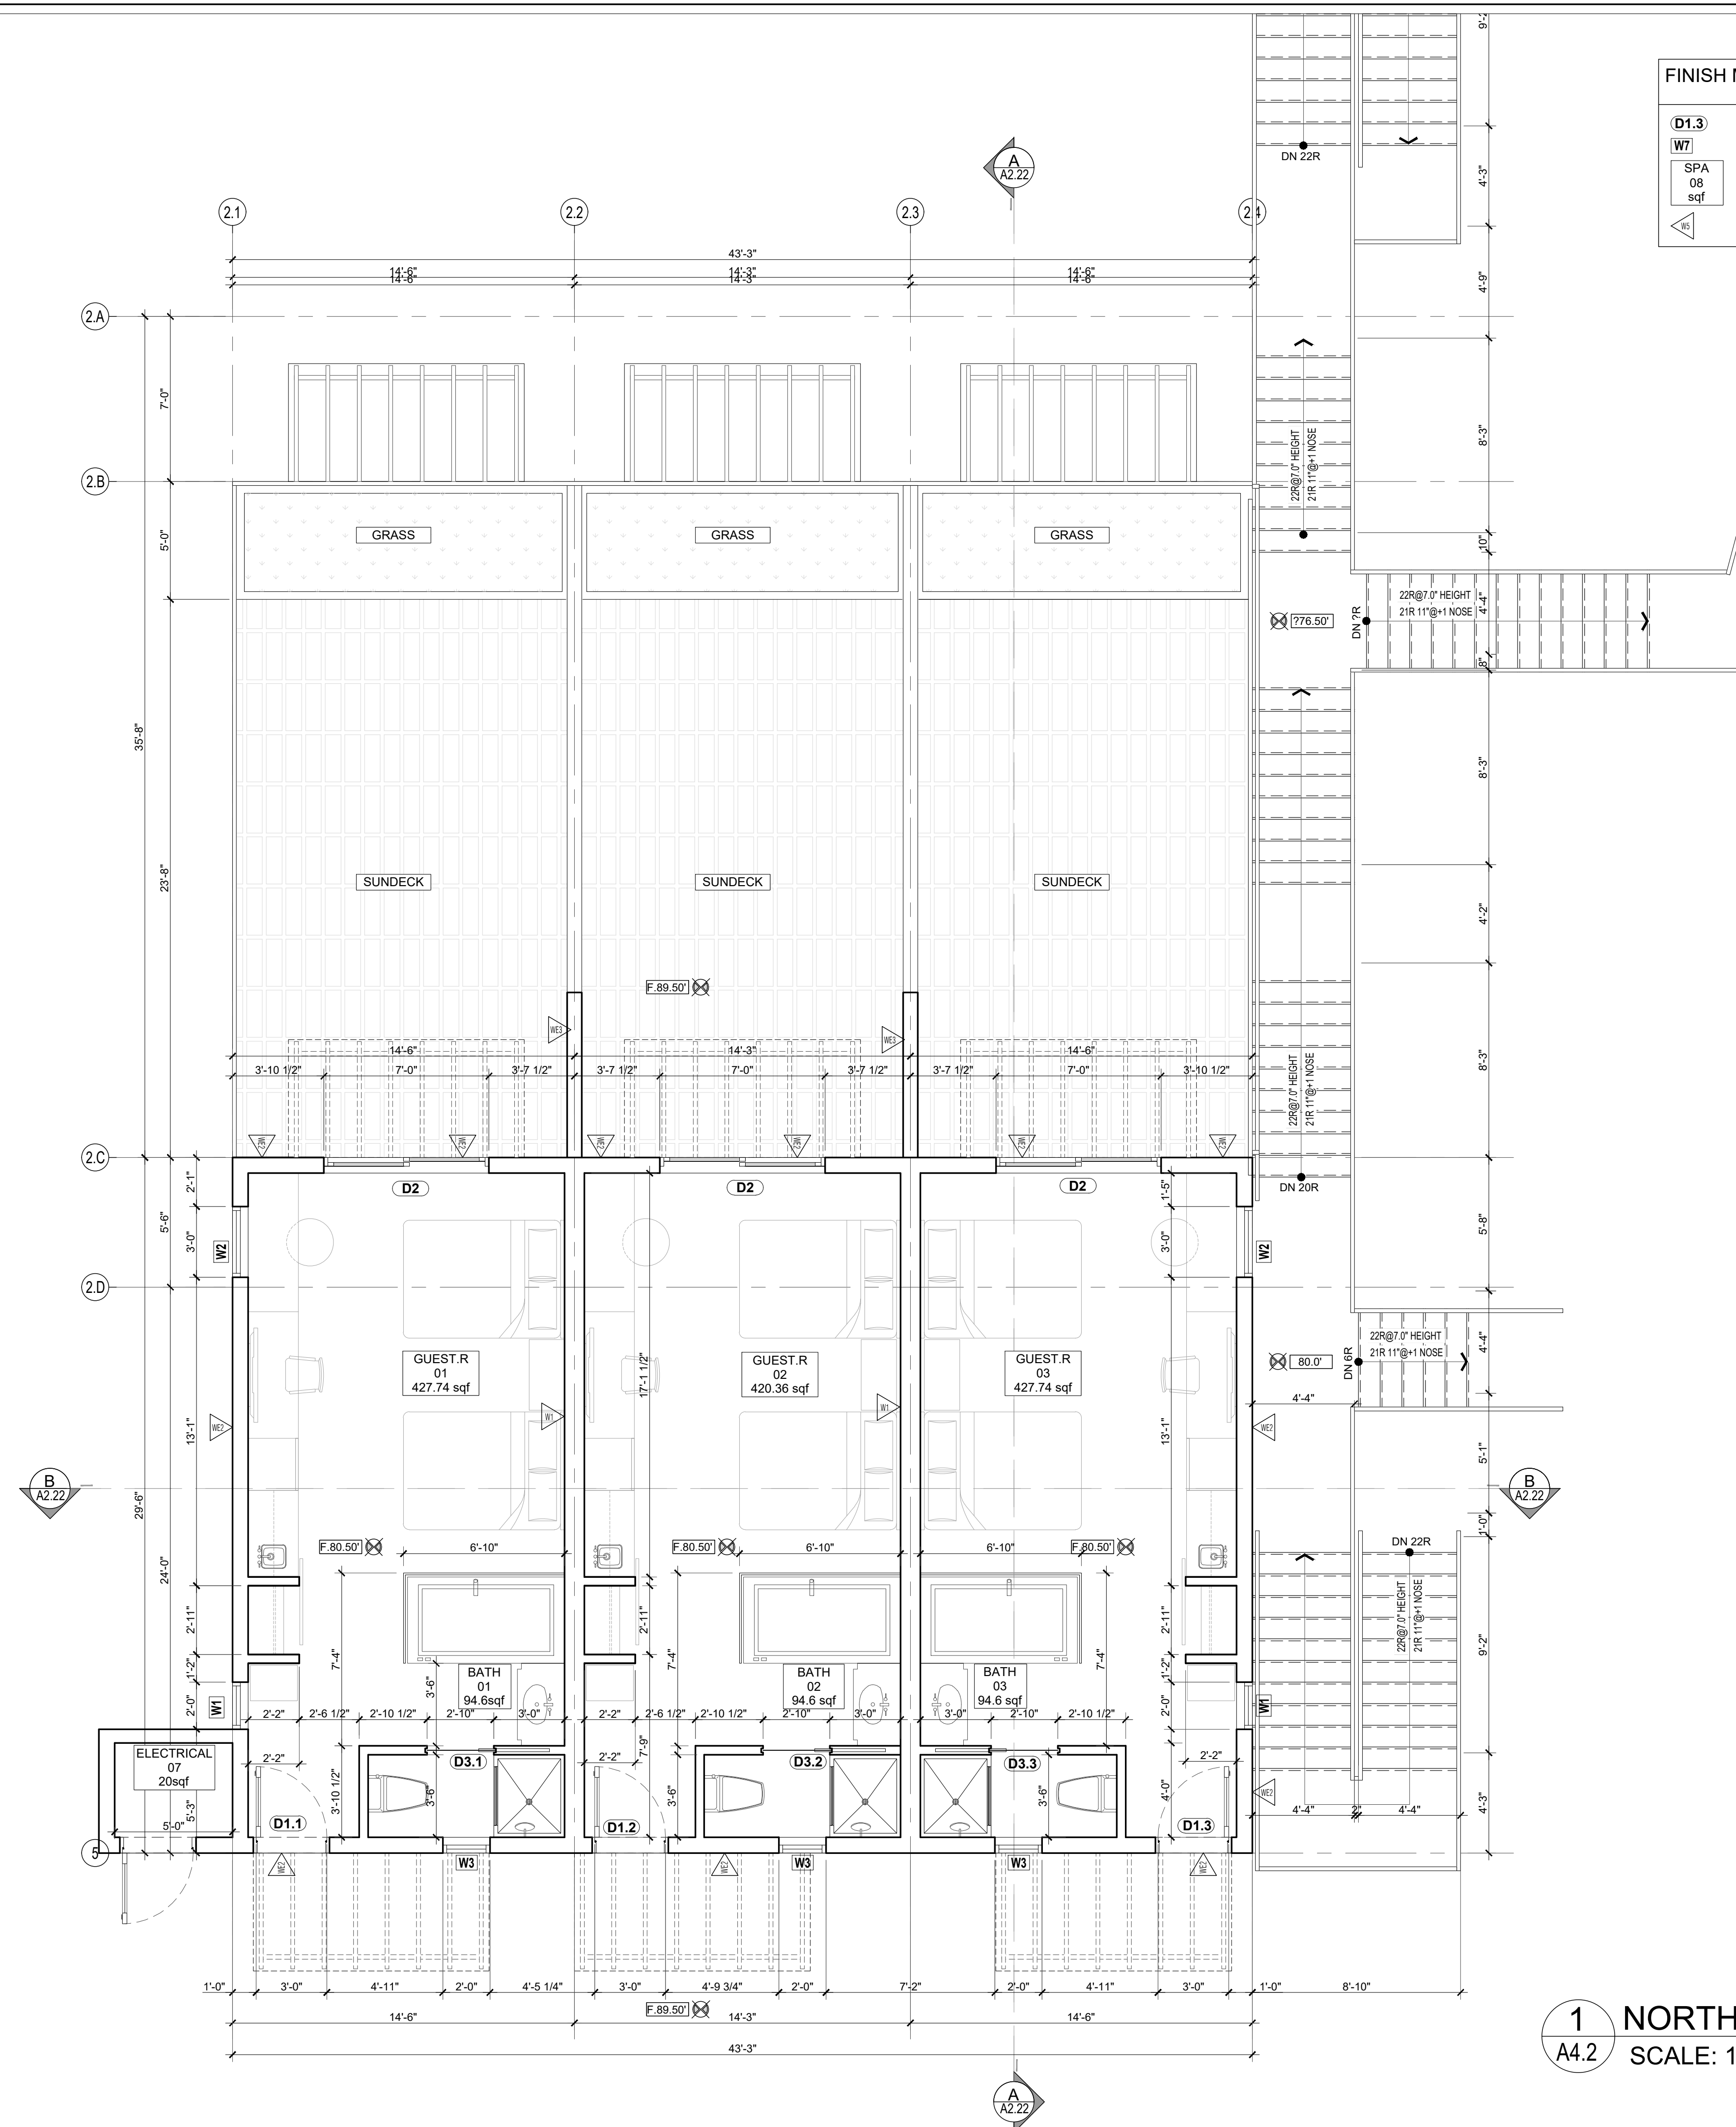 9'-2
FINISH
D1.3
W7
SPA
08
sqf
W5
DN 22R
4'-3"
A
A2.22
2.1
2.2
2.3
2.4
43'-3"
14'-6"
14'-3"
14'-6"
14'-6"
14'-3"
14'-6"
4'-9"
2.A
7'-0"
8'-3"
22R@7.0" HEIGHT
21R 11"@+1 NOSE
2.B
5'-0"
GRASS
GRASS
GRASS
10"
22R@7.0" HEIGHT
21R 11"@+1 NOSE
4'-4"
?76.50'
DN ?R
8"
35'-8"
8'-3"
23'-8"
SUNDECK
SUNDECK
SUNDECK
4'-2"
F.89.50'
WE3
WE3
14'-6"
14'-3"
14'-6"
3'-10 1/2"
7'-0"
3'-7 1/2"
3'-7 1/2"
7'-0"
3'-7 1/2"
3'-7 1/2"
7'-0"
3'-10 1/2"
22R@7.0" HEIGHT
21R 11"@+1 NOSE
8'-3"
WE2
WE2
WE2
WE2
WE2
WE2
2.C
2'-1"
D2
D2
D2
1'-5"
DN 20R
5'-6"
3'-0"
W2
3'-0"
W2
5'-8"
2.D
GUEST.R
01
427.74 sqf
GUEST.R
02
420.36 sqf
GUEST.R
03
427.74 sqf
17'-1 1/2"
80.0'
DN 6R
22R@7.0" HEIGHT
21R 11"@+1 NOSE
4'-4"
4'-4"
W1
W1
WE2
WE2
13'-1"
13'-1"
5'-1"
B
A2.22
B
A2.22
29'-6"
1'-0"
F.80.50'
6'-10"
F.80.50'
6'-10"
6'-10"
F.80.50'
DN 22R
24'-0"
22R@7.0" HEIGHT
21R 11"@+1 NOSE
2'-11"
2'-11"
2'-11"
9'-2"
7'-4"
7'-4"
7'-4"
1'-2"
1'-2"
3'-6"
BATH
01
94.6sqf
BATH
02
94.6 sqf
BATH
03
94.6 sqf
2'-0"
W1
2'-0"
W1
2'-2"
2'-6 1/2"
2'-10 1/2"
2'-10"
3'-0"
2'-2"
2'-6 1/2"
2'-10 1/2"
2'-10"
3'-0"
3'-0"
2'-10"
2'-10 1/2"
7'-9"
ELECTRICAL
07
20sqf
2'-2"
2'-2"
2'-2"
D3.1
D3.2
D3.3
3'-10 1/2"
3'-6"
3'-6"
3'-6"
4'-0"
WE2
5'-3"
5'-0"
D1.1
D1.2
D1.3
4'-4"
2"
4'-4"
4'-3"
5
WE2
W3
WE2
W3
W3
WE2
1'-0"
3'-0"
4'-11"
2'-0"
4'-5 1/4"
3'-0"
4'-9 3/4"
2'-0"
7'-2"
2'-0"
4'-11"
3'-0"
1'-0"
8'-10"
F.89.50'
14'-6"
14'-3"
14'-6"
43'-3"
1
A4.2
NORTH
SCALE: 1
A
A2.22